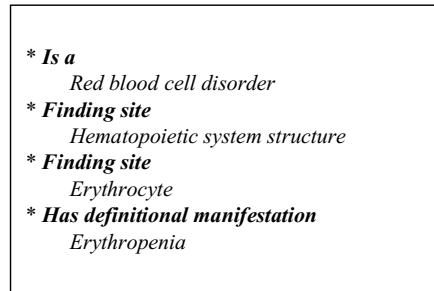 * Is a
Red blood cell disorder
* Finding site
Hematopoietic system structure
* Finding site
Erythrocyte
* Has definitional manifestation
Erythropenia